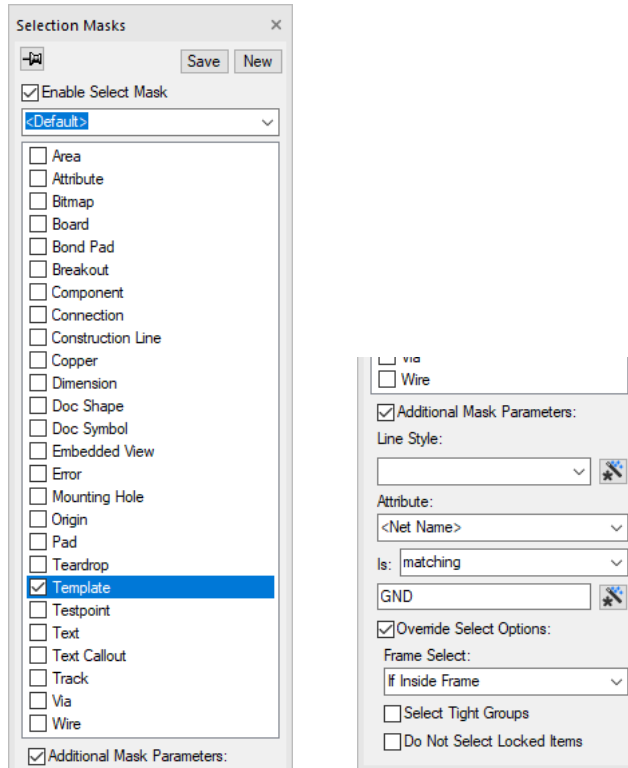 Selection Masks
Save New
Enable Select Mask
<Default>
Area
Attribute
Bitmap
Board
Bond Pad
Breakout
Component
Connection
Construction Line
Copper
Dimension
Doc Shape
Doc Symbol
Embedded View
Error
Mounting Hole
Origin
Pad
Teardrop
Template
Testpoint
Text
Text Callout
Track
Via
Wire
Additional Mask Parameters:
Via
Wire
Additional Mask Parameters:
Line Style:
Attribute:
<Net Name>
Is: matching
GND
Override Select Options:
Frame Select:
If Inside Frame
Select Tight Groups
Do Not Select Locked Items